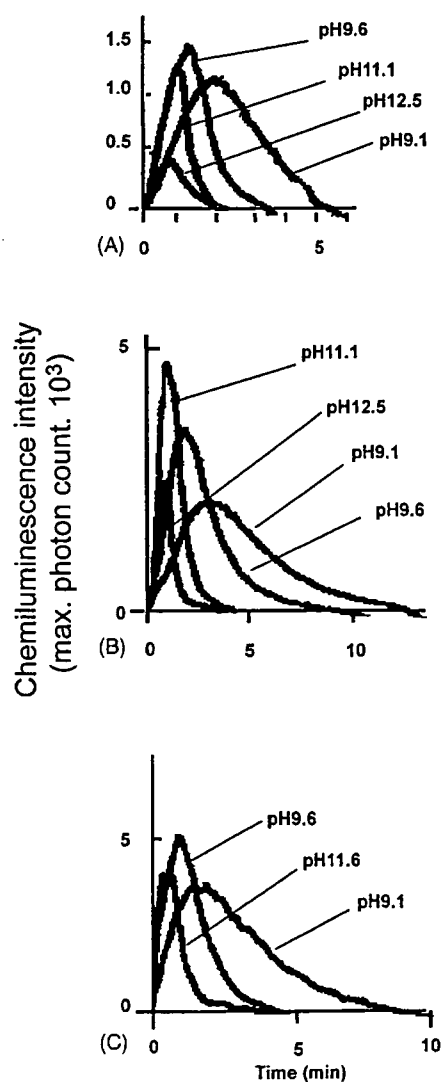 1.5
pH9.6
pH11.1
1.0
pH12.5
0.5
pH9.1
0
(A)
0
5
Chemiluminescence intensity
(max. photon count. 10³)
5
pH11.1
pH12.5
pH9.1
pH9.6
0
(B)
0
5
10
pH9.6
5
pH11.6
pH9.1
0
(C)
0
5
10
Time (min)